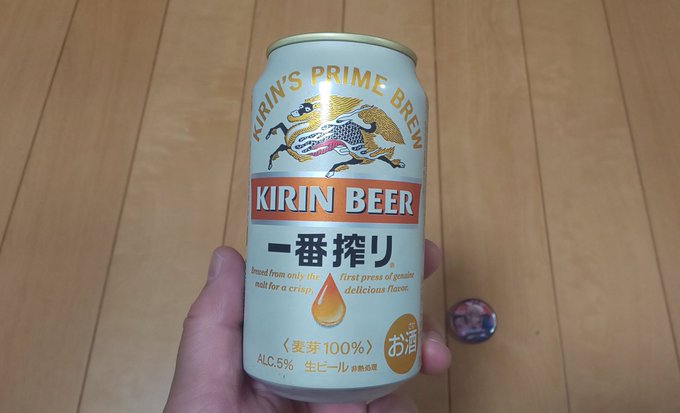 KIRIN'S PRIME BREW
KIRIN BEER
一番搾り®
brewed from only the first press of genuine
malt for a crisp, delicious flavor.
〈麦芽100%〉
お酒
ALC.5% 生ビール 非熱処理